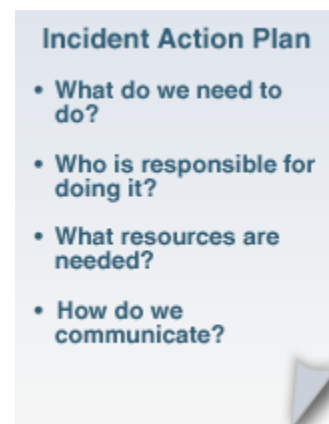 Incident Action Plan
• What do we need to
do?
• Who is responsible for
doing it?
• What resources are
needed?
• How do we
communicate?